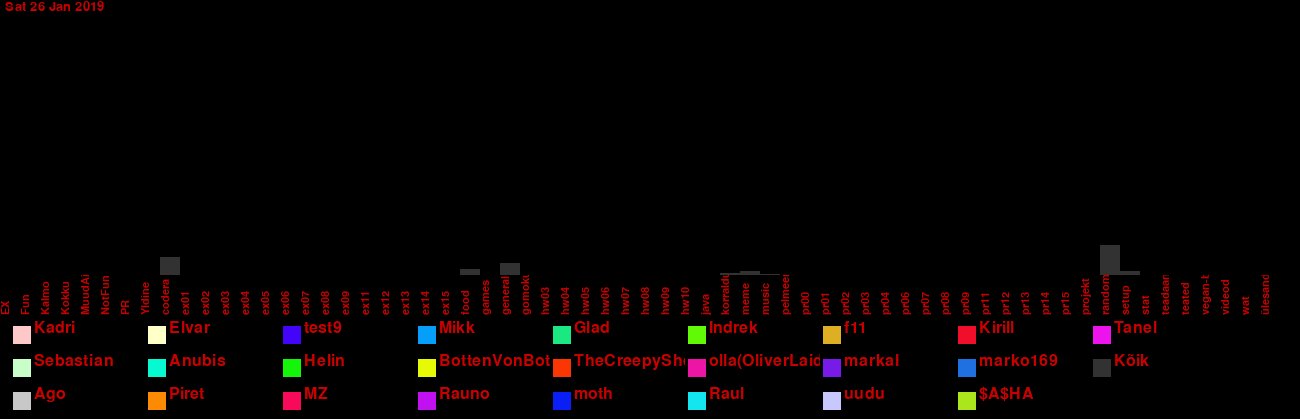 Sat 26 Jan 2019
EX Fun Kalmo Kokku MuudAi NotFun PR Yldine codera ex01 ex02 ex03 ex04 ex05 ex06 ex07 ex08 ex09 ex11 ex12 ex13 ex14 ex15 food games general gomoku hw03 hw04 hw05 hw06 hw07 hw08 hw09 hw10 java korraldu meme music pelmeen pr00 pr01 pr02 pr03 pr04 pr06 pr07 pr08 pr09 pr11 pr12 pr13 pr14 pr15 projekt random setup stat teadaan teated vegan-t videod wat ülesand
Kadri Elvar test9 Mikk Glad Indrek f11 Kirill Tanel
Sebastian Anubis Helin BottenVonBot TheCreepyShe olla(OliverLaid markal marko169 Kõik
Ago Piret MZ Rauno moth Raul uudu $A$HA